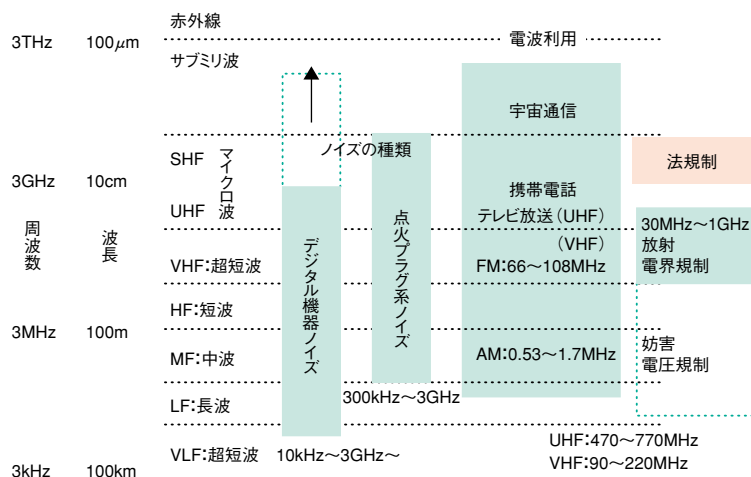 赤外線
3THz 100μm
電波利用
サブミリ波
宇宙通信
ノイズの種類
SHF
マイクロ波
法規制
3GHz 10cm
携帯電話
UHF
テレビ放送(UHF)
(VHF)
30MHz〜1GHz
放射
電界規制
周波数
波長
点火プラグ系ノイズ
デジタル機器ノイズ
VHF:超短波
FM:66〜108MHz
HF:短波
3MHz 100m
妨害
電圧規制
MF:中波
AM:0.53〜1.7MHz
300kHz〜3GHz
LF:長波
UHF:470〜770MHz
VLF:超短波
10kHz〜3GHz〜
VHF:90〜220MHz
3kHz 100km